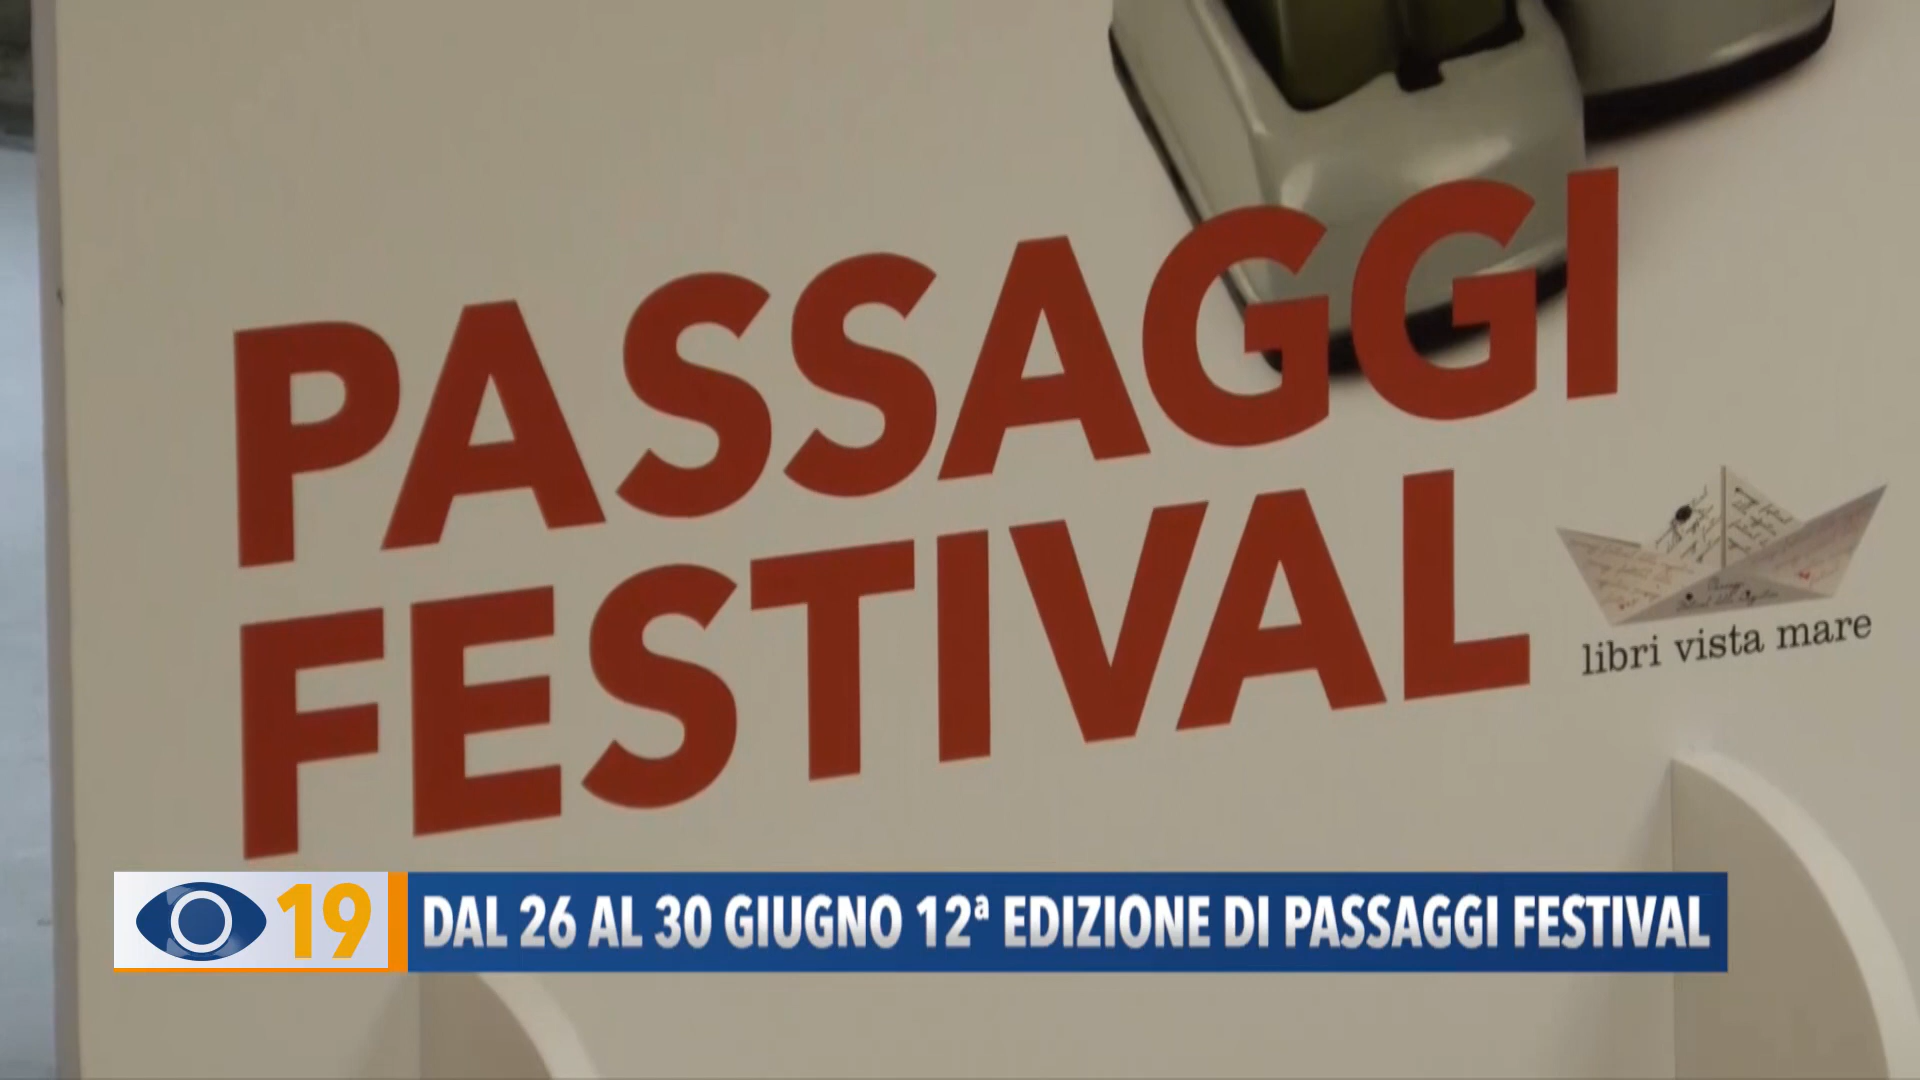 PASSAGGI
FESTIVAL
libri vista mare
19
DAL 26 AL 30 GIUGNO 12ª EDIZIONE DI PASSAGGI FESTIVAL